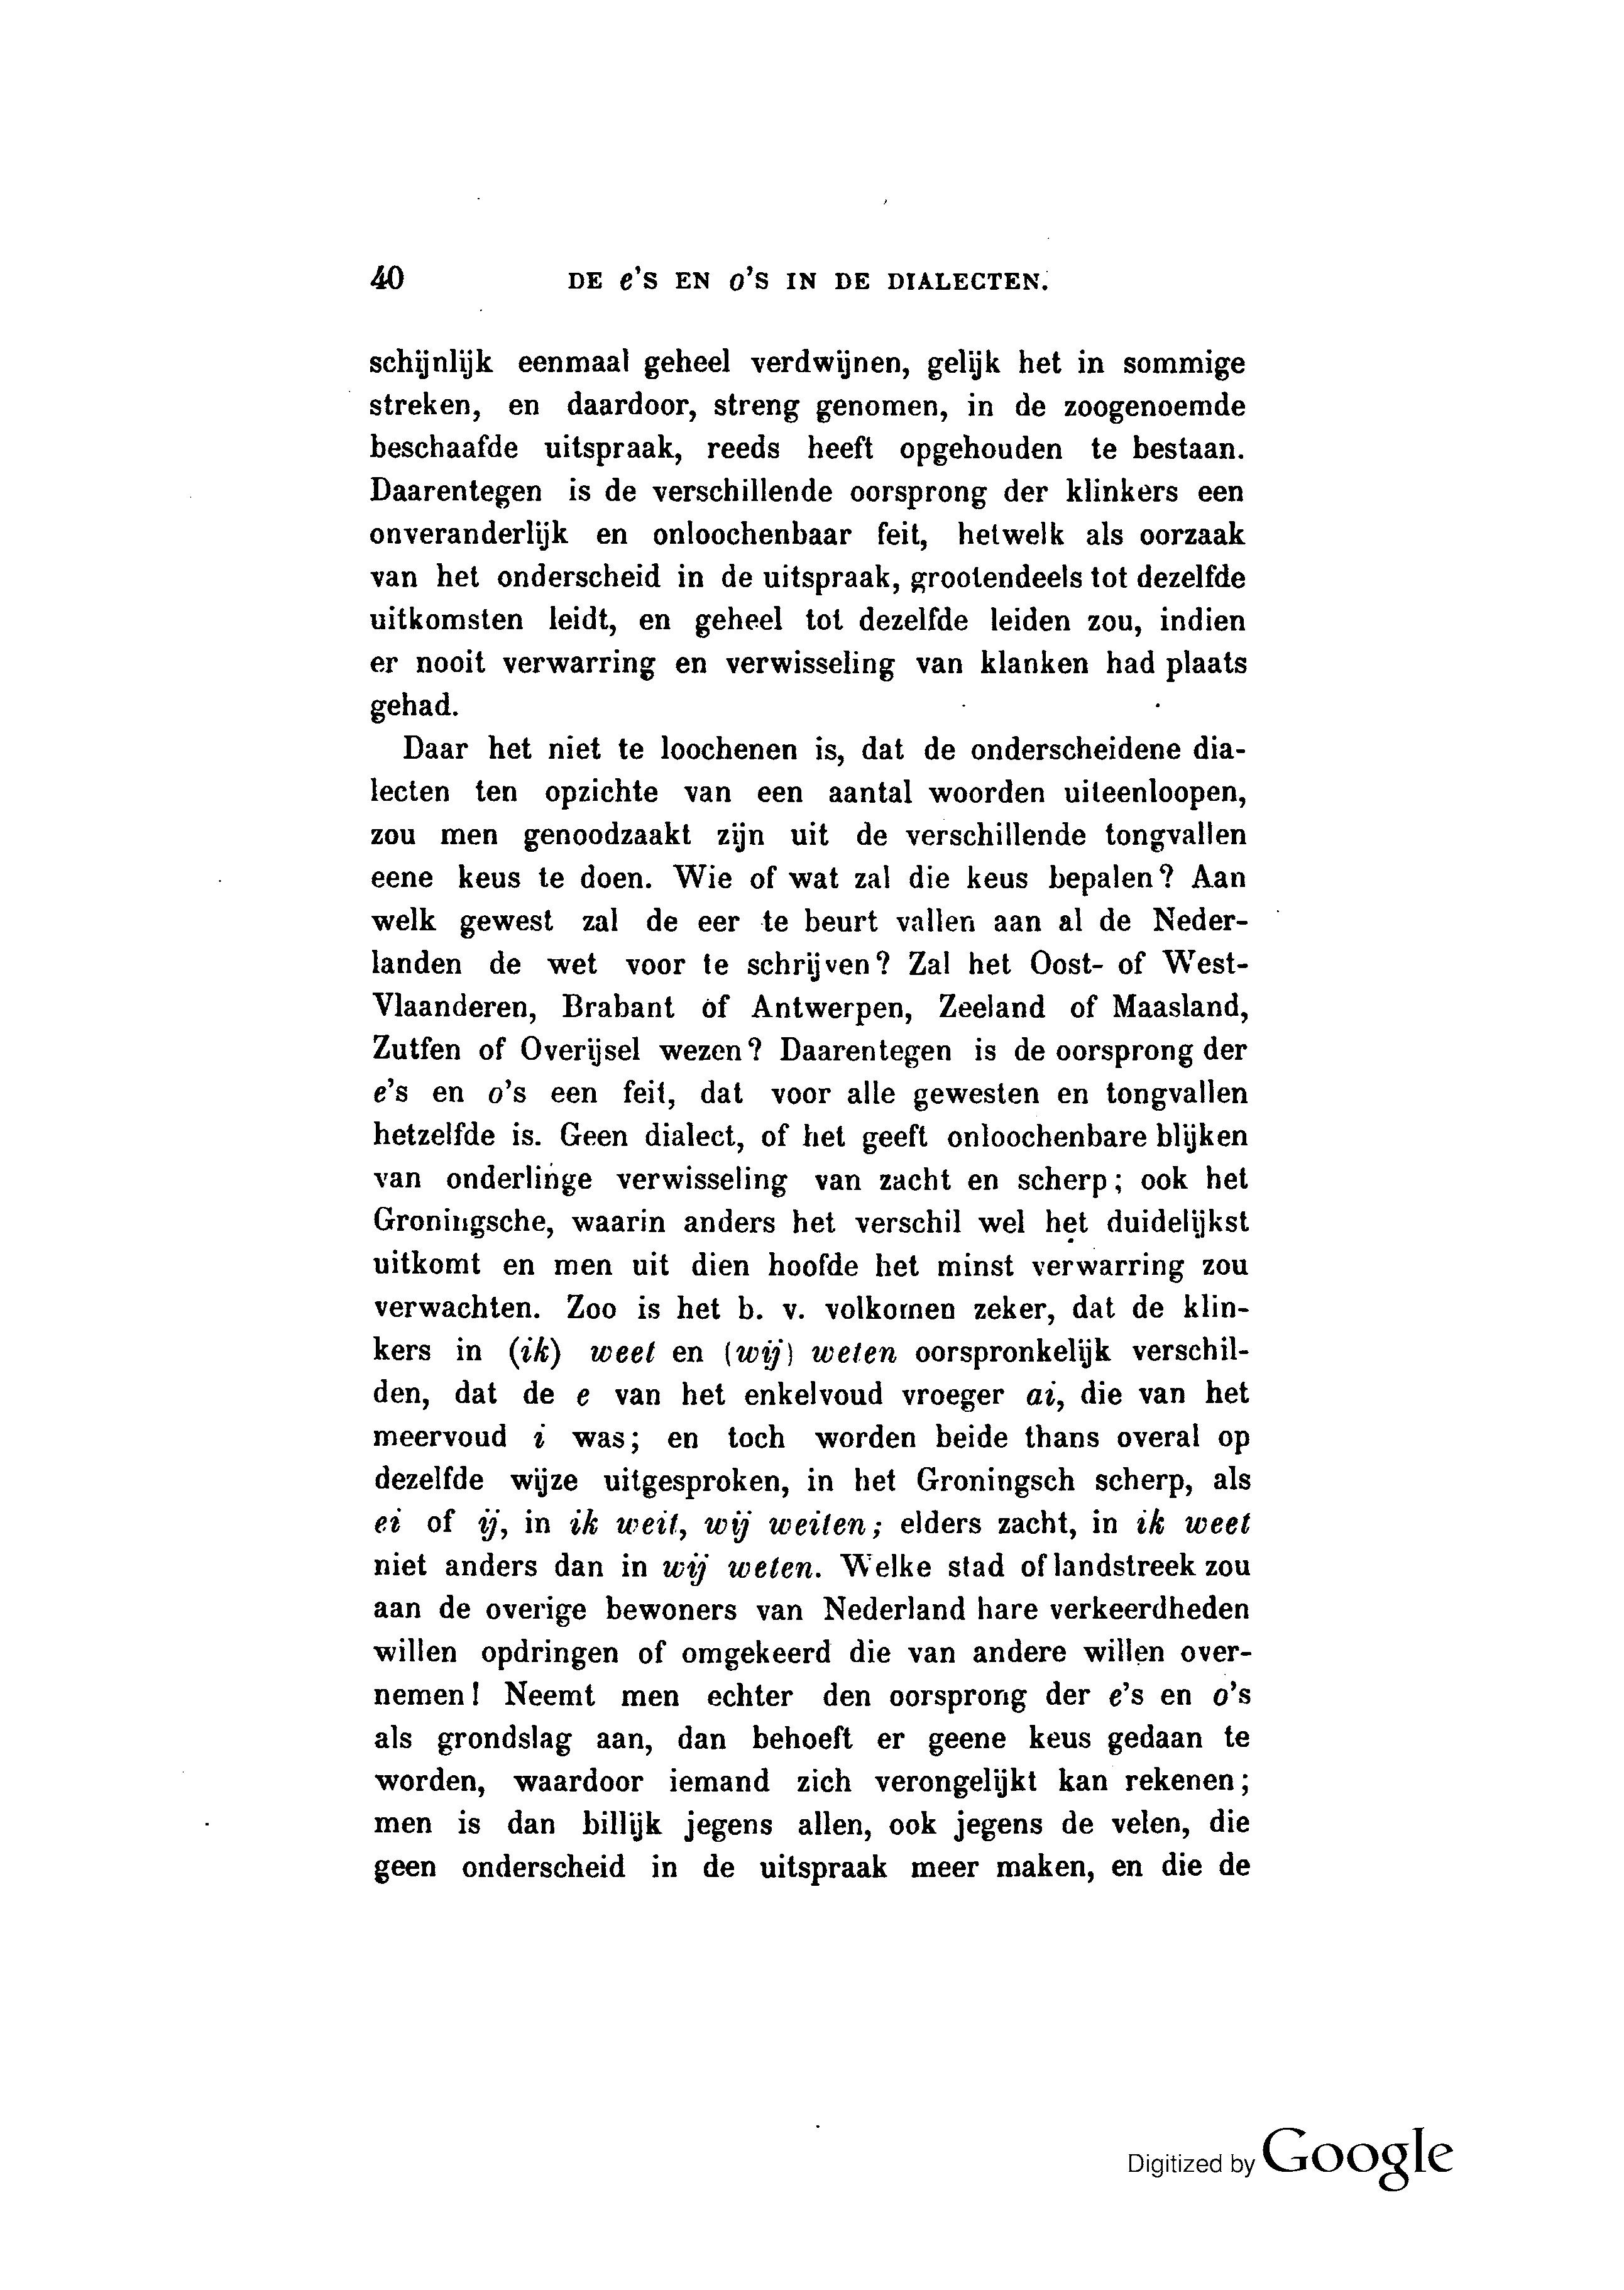 40 DE e's EN o's IN DE DIALECTEN.
schijnlijk eenmaal geheel verdwijnen, gelijk het in sommige
streken, en daardoor, streng genomen, in de zoogenoemde
beschaafde uitspraak, reeds heeft opgehouden te bestaan.
Daarentegen is de verschillende oorsprong der klinkers een
onveranderlijk en onloochenbaar feit, hetwelk als oorzaak
van het onderscheid in de uitspraak, grootendeels tot dezelfde
uitkomsten leidt, en geheel tot dezelfde leiden zou, indien
er nooit verwarring en verwisseling van klanken had plaats
gehad.
Daar het niet te loochenen is, dat de onderscheidene dia-
lecten ten opzichte van een aantal woorden uiteenloopen,
zou men genoodzaakt zijn uit de verschillende tongvallen
eene keus te doen. Wie of wat zal die keus bepalen? Aan
welk gewest zal de eer te beurt vallen aan al de Neder-
landen de wet voor te schrijven? Zal het Oost- of West-
Vlaanderen, Brabant of Antwerpen, Zeeland of Maasland,
Zutfen of Overijsel wezen? Daarentegen is de oorsprong der
e's en o's een feit, dat voor alle gewesten en tongvallen
hetzelfde is. Geen dialect, of het geeft onloochenbare blijken
van onderlinge verwisseling van zacht en scherp; ook het
Groningsche, waarin anders het verschil wel het duidelijkst
uitkomt en men uit dien hoofde het minst verwarring zou
verwachten. Zoo is het b. v. volkomen zeker, dat de klin-
kers in (ik) weet en (wij) weten oorspronkelijk verschil-
den, dat de e van het enkelvoud vroeger ai, die van het
meervoud i was; en toch worden beide thans overal op
dezelfde wijze uitgesproken, in het Groningsch scherp, als
ei of ij, in ik weit, wij weiten; elders zacht, in ik weet
niet anders dan in wij weten. Welke stad of landstreek zou
aan de overige bewoners van Nederland hare verkeerdheden
willen opdringen of omgekeerd die van andere willen over-
nemen! Neemt men echter den oorsprong der e's en o's
als grondslag aan, dan behoeft er geene keus gedaan te
worden, waardoor iemand zich verongelijkt kan rekenen;
men is dan billijk jegens allen, ook jegens de velen, die
geen onderscheid in de uitspraak meer maken, en die de
Digitized by Google